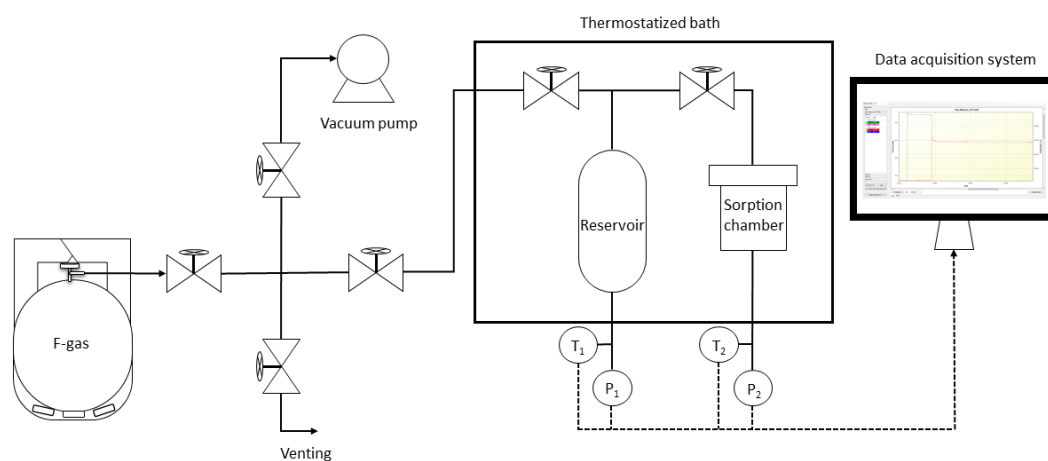 Thermostatized bath
Data acquisition system
Vacuum pump
Reservoir
Sorption
chamber
F-gas
T1
T2
P1
P2
Venting